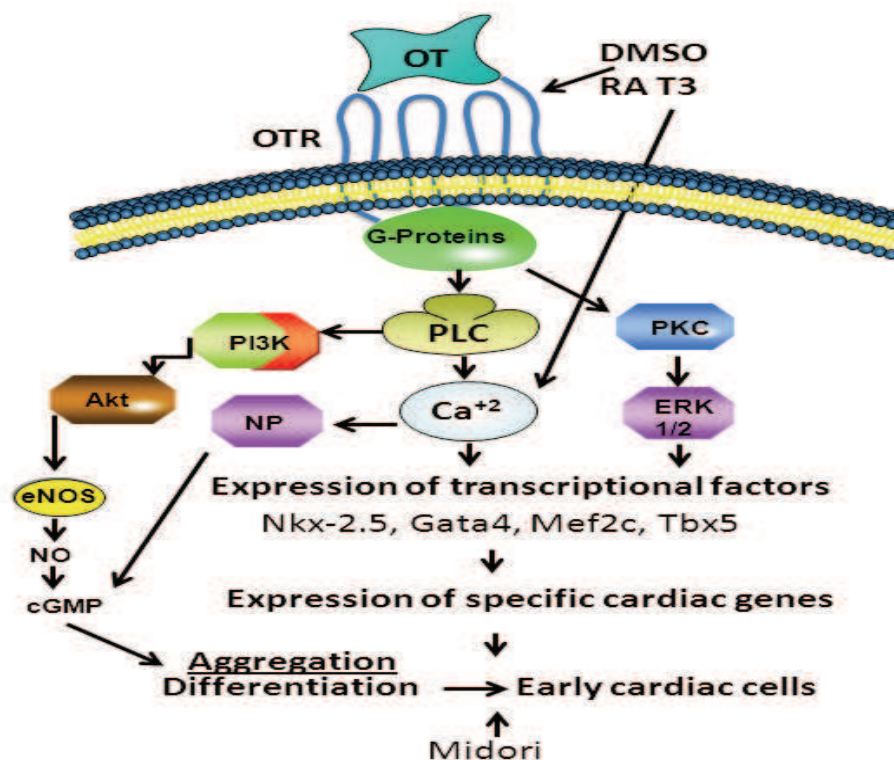 OT
DMSO
RA T3
OTR
G-Proteins
PI3K
PLC
PKC
Akt
NP
Ca+2
ERK
1/2
eNOS
Expression of transcriptional factors
Nkx-2.5, Gata4, Mef2c, Tbx5
NO
cGMP
Expression of specific cardiac genes
Aggregation
Differentiation
Early cardiac cells
Midori